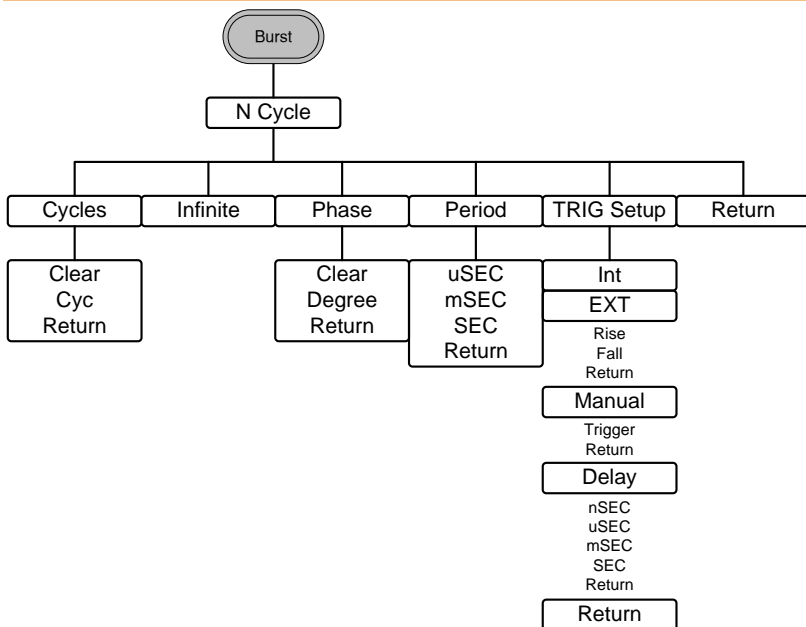 Burst
N Cycle
Cycles
Infinite
Phase
Period
TRIG Setup
Return
Clear
Cyc
Return
Clear
Degree
Return
uSEC
mSEC
SEC
Return
Int
EXT
Rise
Fall
Return
Manual
Trigger
Return
Delay
nSEC
uSEC
mSEC
SEC
Return
Return